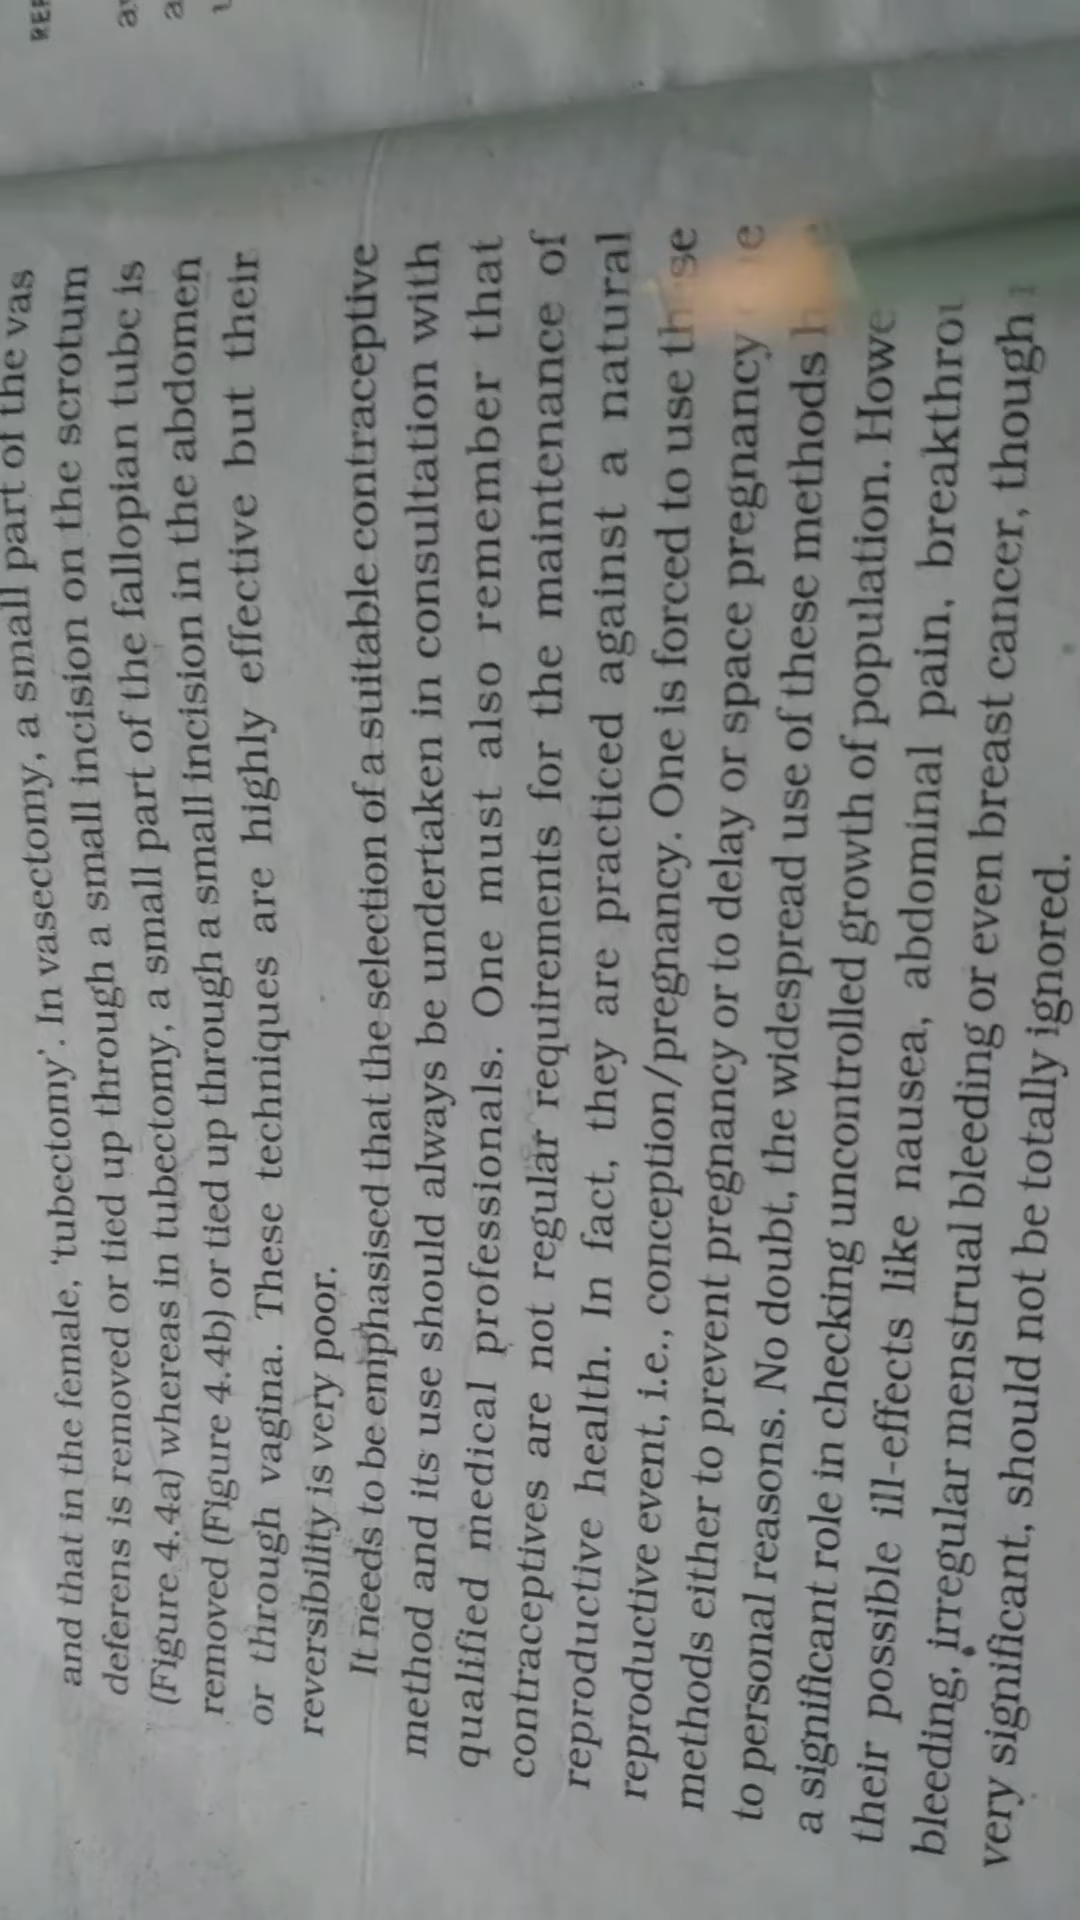 REP
and that in the female, ‘tubectomy’. In vasectomy, a small part of the vas
deferens is removed or tied up through a small incision on the scrotum
(Figure 4.4a) whereas in tubectomy, a small part of the fallopian tube is
removed (Figure 4.4b) or tied up through a small incision in the abdomen
or through vagina. These techniques are highly effective but their
reversibility is very poor.
It needs to be emphasised that the selection of a suitable contraceptive
method and its use should always be undertaken in consultation with
qualified medical professionals. One must also remember that
contraceptives are not regular requirements for the maintenance of
reproductive health. In fact, they are practiced against a natural
reproductive event, i.e., conception/pregnancy. One is forced to use these
methods either to prevent pregnancy or to delay or space pregnancy
to personal reasons. No doubt, the widespread use of these methods
a significant role in checking uncontrolled growth of population. Howe
their possible ill-effects like nausea, abdominal pain, breakthrou
bleeding, irregular menstrual bleeding or even breast cancer, though
very significant, should not be totally ignored.